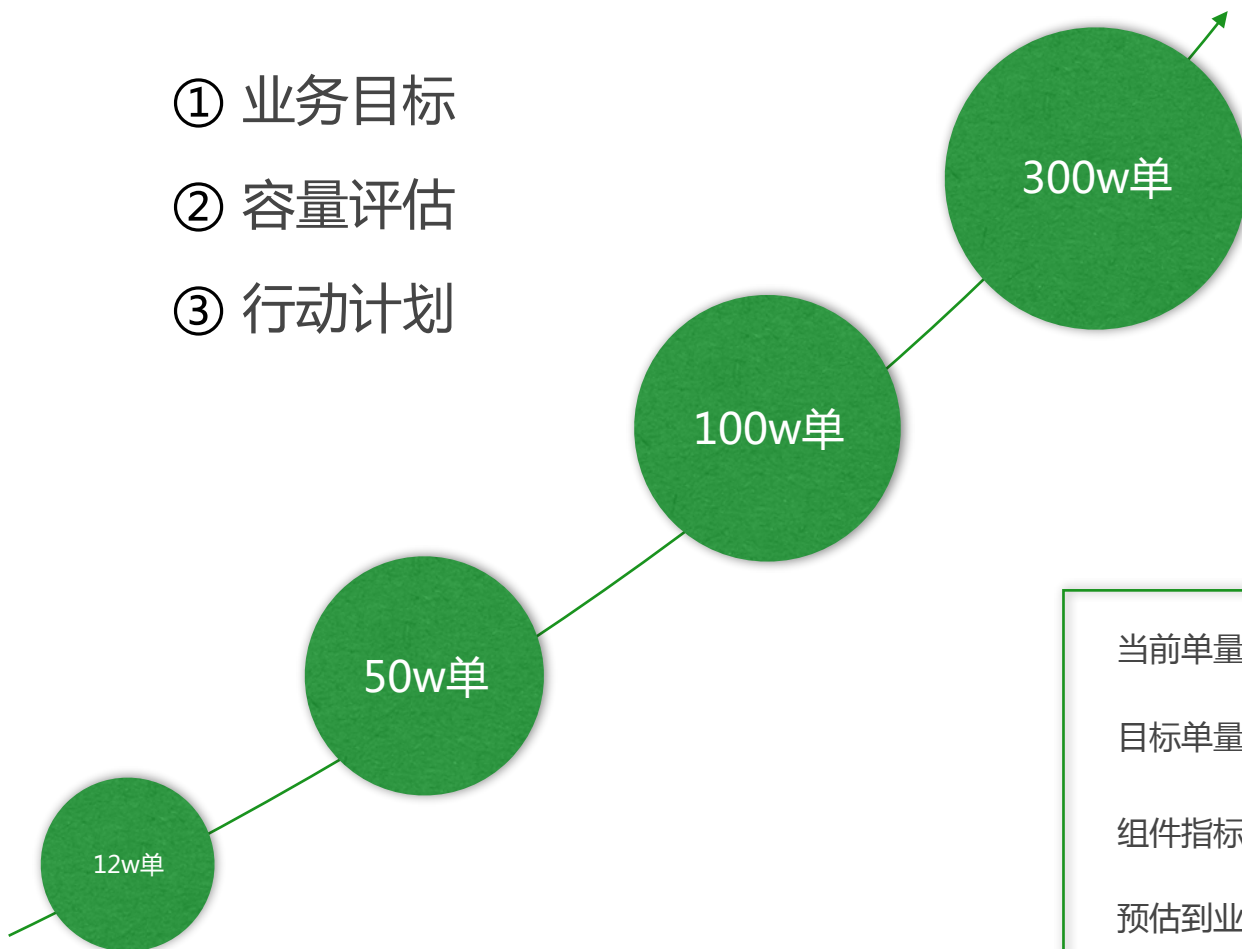 ① 业务目标
② 容量评估
③ 行动计划
300w单
100w单
50w单
12w单
当前单量
目标单量
组件指标
预估到业